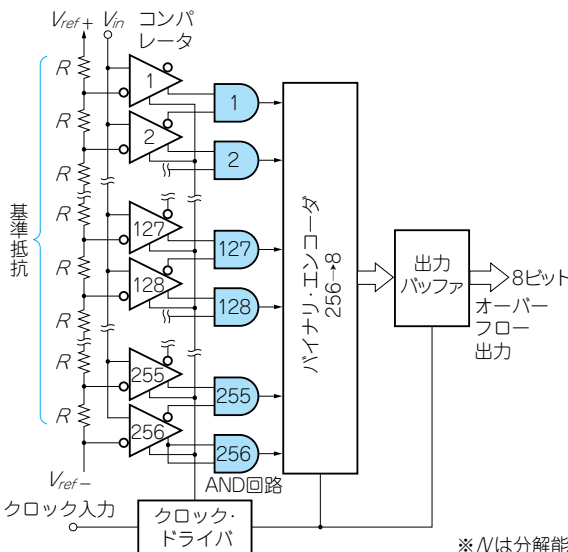 Vref+ Vin コンパ
レータ
R
R
R
R
R
R
R
基準抵抗
1
2
127
128
255
256
1
2
127
128
255
256
AND回路
バイナリ・エンコーダ
256→8
出力
バッファ
8ビット
オーバー
フロー
出力
Vref−
クロック入力
クロック・
ドライバ
※Nは分解能